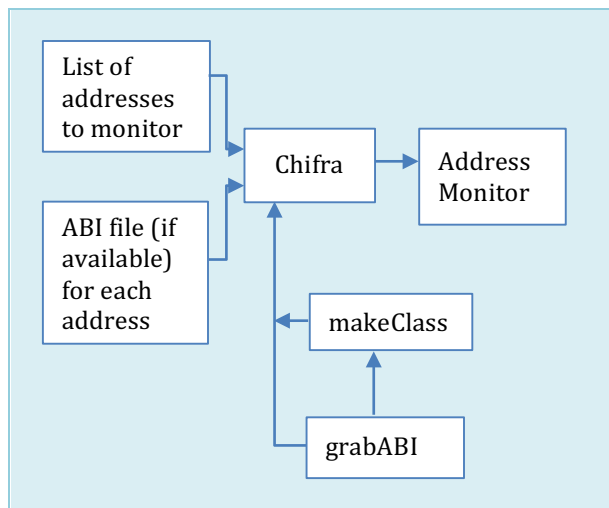 List of
addresses
to monitor
Chifra
Address
Monitor
ABI file (if
available)
for each
address
makeClass
grabABI